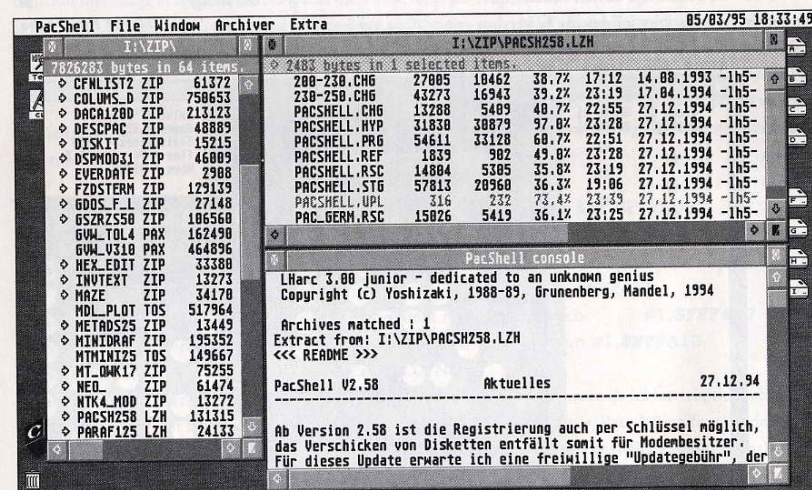 PacShell File Window Archiver Extra 05/03/95 18:33:49
I:\ZIP\
7826283 bytes in 64 items.
CFNLIST2 ZIP 61372
COLUMS_D ZIP 750653
DACA120D ZIP 213123
DESCPAC ZIP 48889
DISKIT ZIP 15215
DSPMOD31 ZIP 46009
EVERDATE ZIP 2908
FZDSTERM ZIP 129139
GDOS_F_L ZIP 27148
GSZRZS50 ZIP 106560
GVW_TOL4 PAX 162490
GVW_V310 PAX 464896
HEX_EDIT ZIP 33380
INVTEXT ZIP 13273
MAZE ZIP 34170
MDL_PLOT TOS 517964
METADS25 ZIP 13449
MINIDRAF ZIP 195352
MTMINI25 TOS 149667
MT_QWK17 ZIP 75255
NEO_ ZIP 61474
NTK4_MOD ZIP 13272
PACSH258 LZH 131315
PARAF125 LZH 24133
I:\ZIP\PACSH258.LZH
2483 bytes in 1 selected items.
200-230.CHG 27005 10462 38.7% 17:12 14.08.1993 -lh5-
230-250.CHG 43273 16943 39.2% 23:19 17.04.1994 -lh5-
PACSHELL.CHG 13288 5409 40.7% 22:55 27.12.1994 -lh5-
PACSHELL.HYP 31830 30879 97.0% 23:28 27.12.1994 -lh5-
PACSHELL.PRG 54611 33128 60.7% 22:51 27.12.1994 -lh5-
PACSHELL.REF 1839 902 49.0% 23:28 27.12.1994 -lh5-
PACSHELL.RSC 14804 5305 35.8% 23:19 27.12.1994 -lh5-
PACSHELL.STG 57813 20960 36.3% 19:06 27.12.1994 -lh5-
PACSHELL.UPL 316 232 73.4% 23:39 27.12.1994 -lh5-
PAC_GERM.RSC 15026 5419 36.1% 23:25 27.12.1994 -lh5-
PacShell console
LHarc 3.00 junior - dedicated to an unknown genius
Copyright (c) Yoshizaki, 1988-89, Grunenberg, Mandel, 1994
Archives matched : 1
Extract from: I:\ZIP\PACSH258.LZH
<<< README >>>
PacShell V2.58 Aktuelles 27.12.94
Ab Version 2.58 ist die Registrierung auch per Schlüssel möglich,
das Verschicken von Disketten entfällt somit für Modembesitzer.
Für dieses Update erwarte ich eine freiwillige "Updategebühr", der